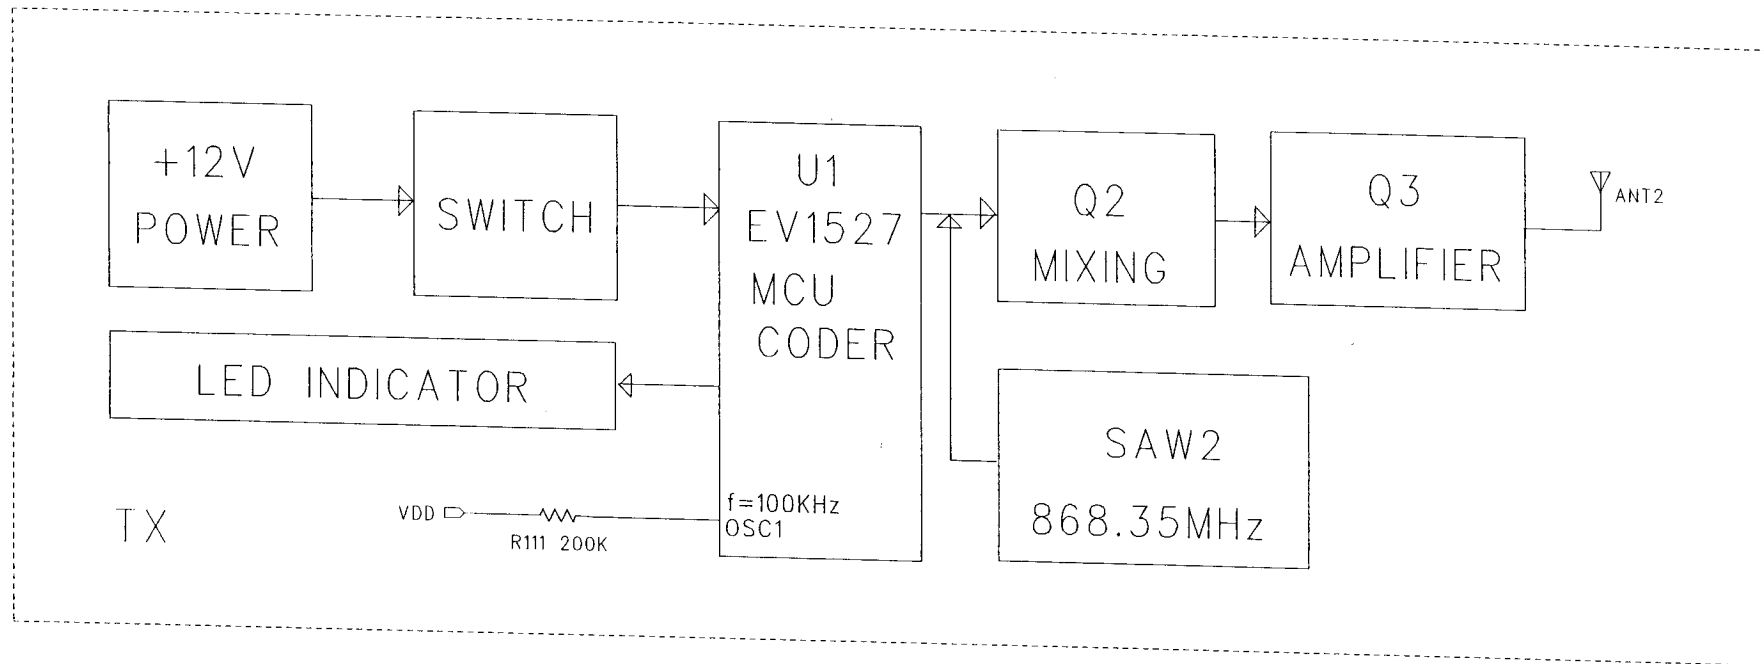 +12V
POWER
SWITCH
U1
EV1527
MCU
CODER
Q2
MIXING
Q3
AMPLIFIER
ANT2
LED INDICATOR
SAW2
868.35MHz
TX
VDD
R111 200K
f=100KHz
OSC1